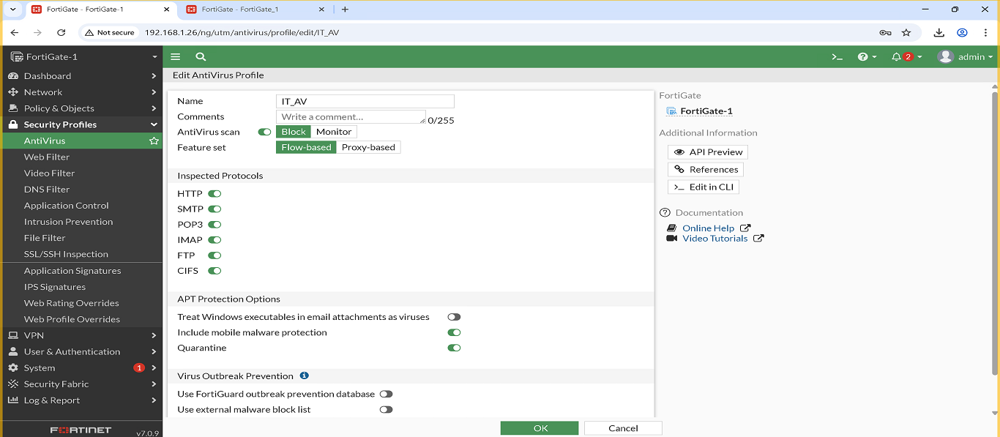 FortiGate - FortiGate-1
FortiGate - FortiGate_1
Not secure
192.168.1.26/ng/utm/antivirus/profile/edit/IT_AV
FortiGate-1
Dashboard
Network
Policy & Objects
Security Profiles
AntiVirus
Web Filter
Video Filter
DNS Filter
Application Control
Intrusion Prevention
File Filter
SSL/SSH Inspection
Application Signatures
IPS Signatures
Web Rating Overrides
Web Profile Overrides
VPN
User & Authentication
System 1
Security Fabric
Log & Report
FORTINET
v7.0.9
2 admin
Edit AntiVirus Profile
Name IT_AV
Comments Write a comment... 0/255
AntiVirus scan Block Monitor
Feature set Flow-based Proxy-based
Inspected Protocols
HTTP
SMTP
POP3
IMAP
FTP
CIFS
APT Protection Options
Treat Windows executables in email attachments as viruses
Include mobile malware protection
Quarantine
Virus Outbreak Prevention
Use FortiGuard outbreak prevention database
Use external malware block list
OK Cancel
FortiGate
FortiGate-1
Additional Information
API Preview
References
>_ Edit in CLI
Documentation
Online Help
Video Tutorials